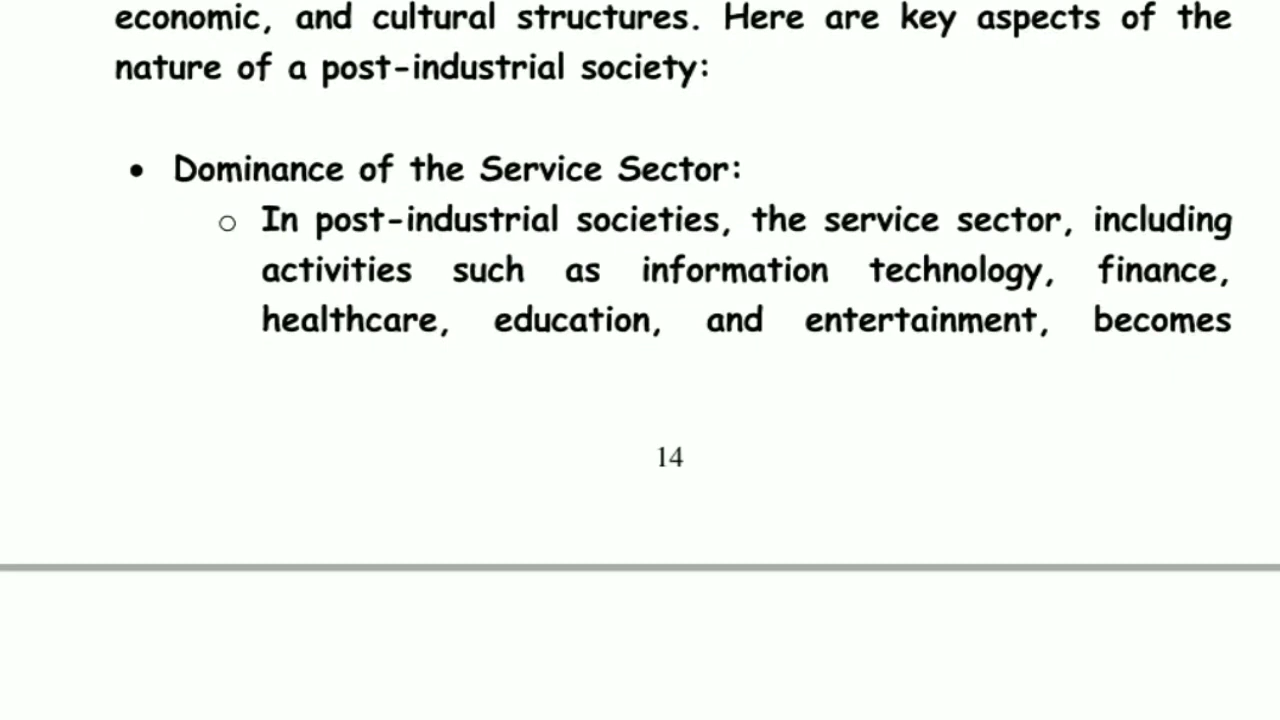 economic, and cultural structures. Here are key aspects of the
nature of a post-industrial society:
• Dominance of the Service Sector:
○ In post-industrial societies, the service sector, including
activities such as information technology, finance,
healthcare, education, and entertainment, becomes
14